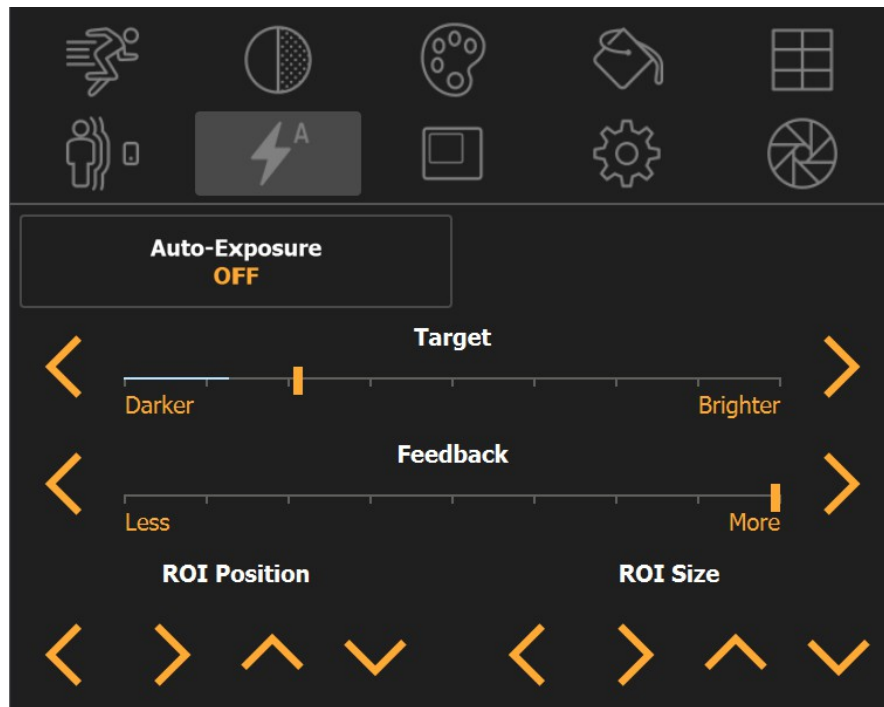 A
Auto-Exposure
OFF
Target
Darker Brighter
Feedback
Less More
ROI Position ROI Size